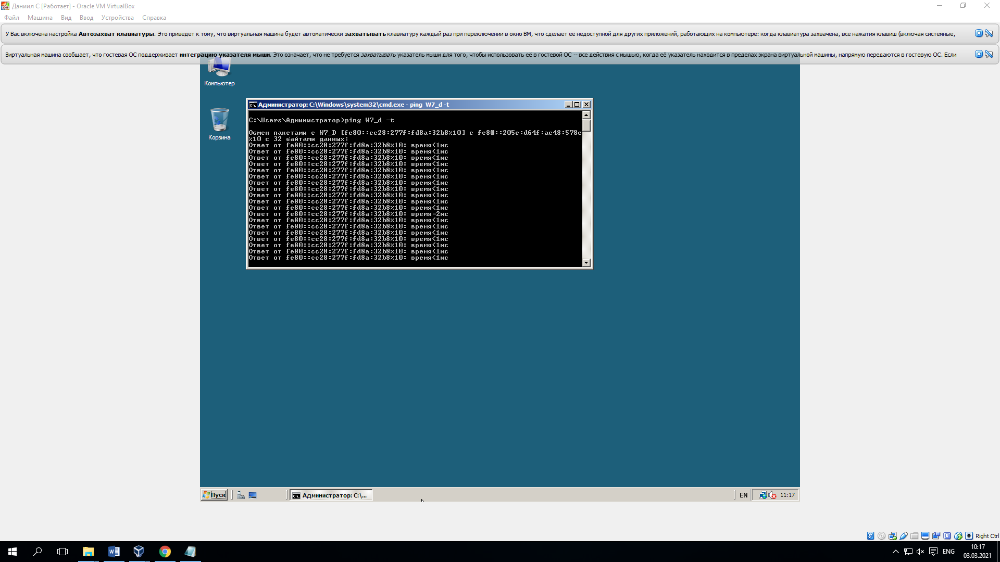 Даниил С [Работает] - Oracle VM VirtualBox
Файл Машина Вид Ввод Устройства Справка
У Вас включена настройка Автозахват клавиатуры. Это приведет к тому, что виртуальная машина будет автоматически захватывать клавиатуру каждый раз при переключении в окно ВМ, что сделает её недоступной для других приложений, работающих на компьютере: когда клавиатура захвачена, все нажатия клавиш (включая системные,
Виртуальная машина сообщает, что гостевая ОС поддерживает интеграцию указателя мыши. Это означает, что не требуется захватывать указатель мыши для того, чтобы использовать её в гостевой ОС -- все действия с мышью, когда её указатель находится в пределах экрана виртуальной машины, напрямую передаются в гостевую ОС. Если
Компьютер
Корзина
Администратор: C:\Windows\system32\cmd.exe - ping W7_d -t
C:\Users\Администратор>ping W7_d -t
Обмен пакетами с W7_D [fe80::cc28:277f:fd8a:32b8%10] с fe80::205e:d64f:ac48:578e
%10 с 32 байтами данных:
Ответ от fe80::cc28:277f:fd8a:32b8%10: время<1мс
Ответ от fe80::cc28:277f:fd8a:32b8%10: время<1мс
Ответ от fe80::cc28:277f:fd8a:32b8%10: время<1мс
Ответ от fe80::cc28:277f:fd8a:32b8%10: время<1мс
Ответ от fe80::cc28:277f:fd8a:32b8%10: время<1мс
Ответ от fe80::cc28:277f:fd8a:32b8%10: время<1мс
Ответ от fe80::cc28:277f:fd8a:32b8%10: время<1мс
Ответ от fe80::cc28:277f:fd8a:32b8%10: время<1мс
Ответ от fe80::cc28:277f:fd8a:32b8%10: время<1мс
Ответ от fe80::cc28:277f:fd8a:32b8%10: время<1мс
Ответ от fe80::cc28:277f:fd8a:32b8%10: время<1мс
Ответ от fe80::cc28:277f:fd8a:32b8%10: время=2мс
Ответ от fe80::cc28:277f:fd8a:32b8%10: время<1мс
Ответ от fe80::cc28:277f:fd8a:32b8%10: время<1мс
Ответ от fe80::cc28:277f:fd8a:32b8%10: время<1мс
Ответ от fe80::cc28:277f:fd8a:32b8%10: время<1мс
Ответ от fe80::cc28:277f:fd8a:32b8%10: время<1мс
Ответ от fe80::cc28:277f:fd8a:32b8%10: время<1мс
Ответ от fe80::cc28:277f:fd8a:32b8%10: время<1мс
Пуск Администратор: C:\... EN 11:17
Right Ctrl
ENG 10:17
03.03.2021